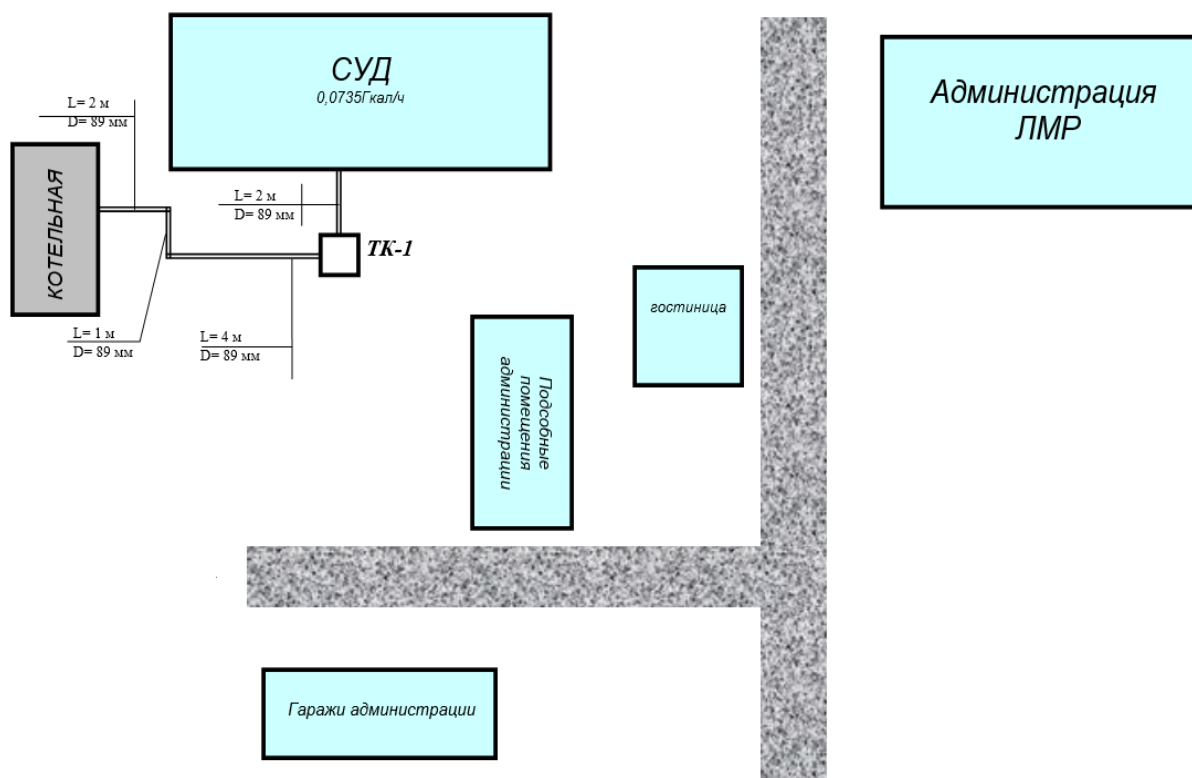 СУД
0,0735Гкал/ч
Администрация
ЛМР
L= 2 м
D= 89 мм
КОТЕЛЬНАЯ
L= 2 м
D= 89 мм
ТК-1
L= 1 м
D= 89 мм
L= 4 м
D= 89 мм
гостиница
Подсобные
помещения
администрации
Гаражи администрации